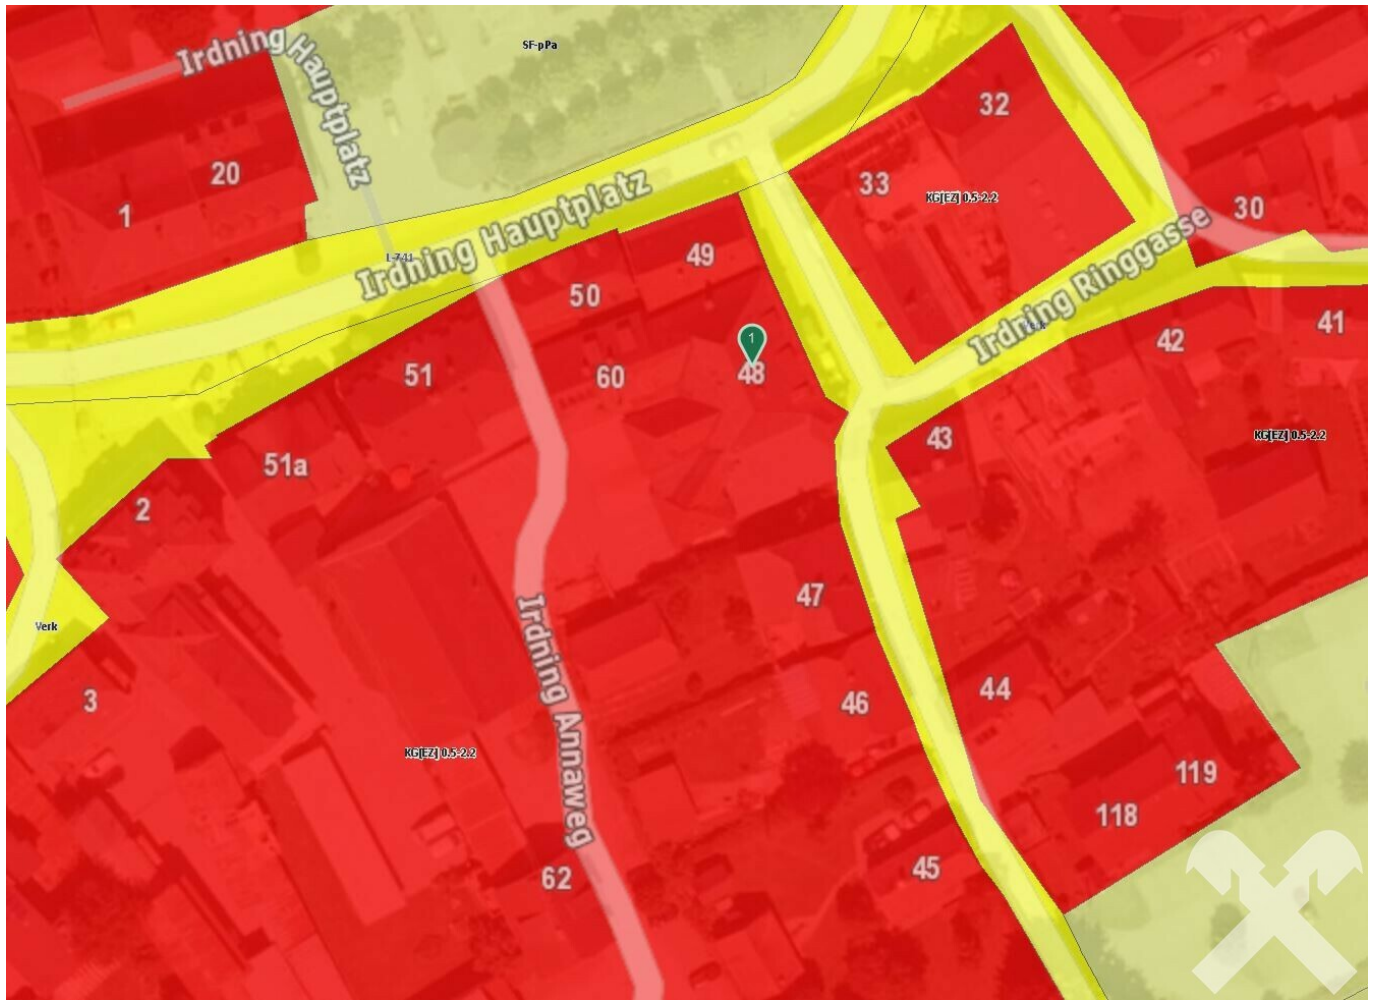 Irdning Hauptplatz
SF-pPa
32
20
33
KG[EZ] 0.5-2.2
1
30
Irdning Hauptplatz
L-741
49
Irdning Ringgasse
50
1
42
41
51
60
48
43
KG[EZ] 0.5-2.2
51a
2
47
Irdning Annaweg
Verk
3
46
44
KG[EZ] 0.5-2.2
119
118
62
45